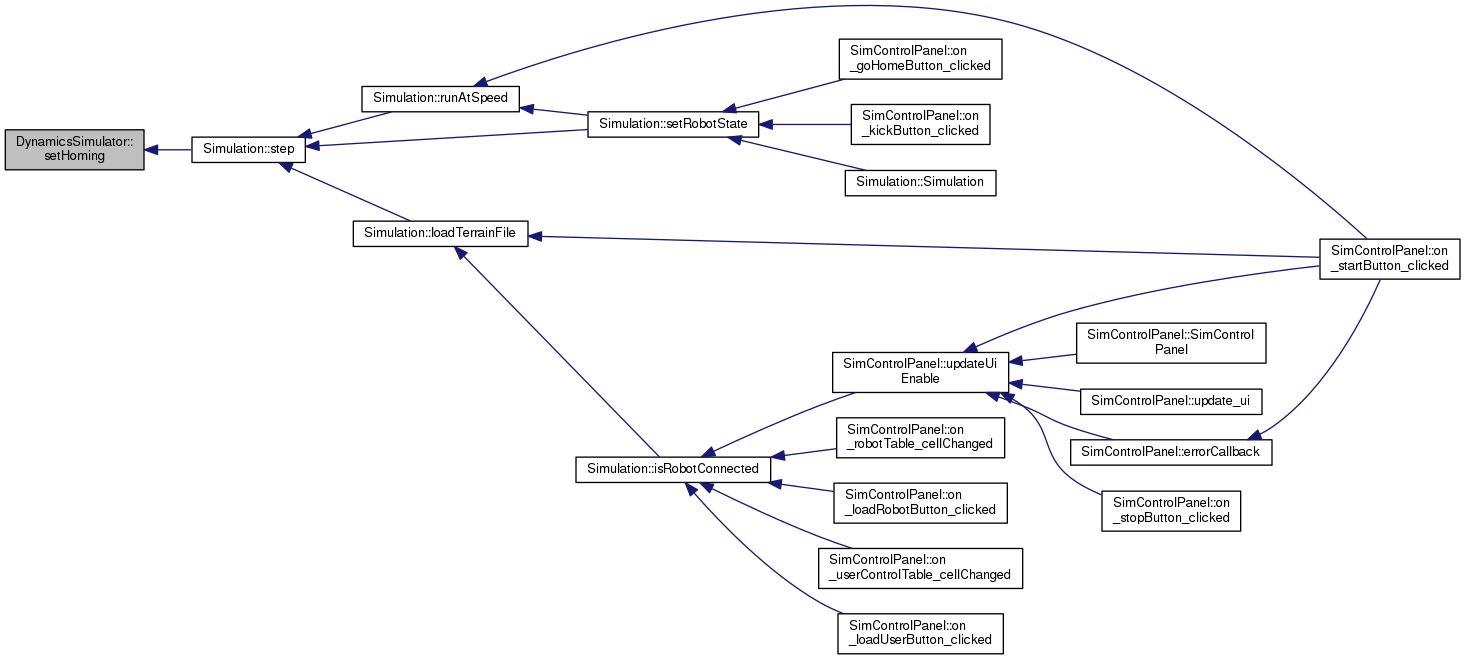 DynamicsSimulator::
setHoming
Simulation::step
Simulation::runAtSpeed
Simulation::loadTerrainFile
Simulation::setRobotState
Simulation::isRobotConnected
SimControlPanel::on
_goHomeButton_clicked
SimControlPanel::on
_kickButton_clicked
Simulation::Simulation
SimControlPanel::updateUi
Enable
SimControlPanel::on
_robotTable_cellChanged
SimControlPanel::on
_loadRobotButton_clicked
SimControlPanel::on
_userControlTable_cellChanged
SimControlPanel::on
_loadUserButton_clicked
SimControlPanel::SimControl
Panel
SimControlPanel::update_ui
SimControlPanel::errorCallback
SimControlPanel::on
_stopButton_clicked
SimControlPanel::on
_startButton_clicked